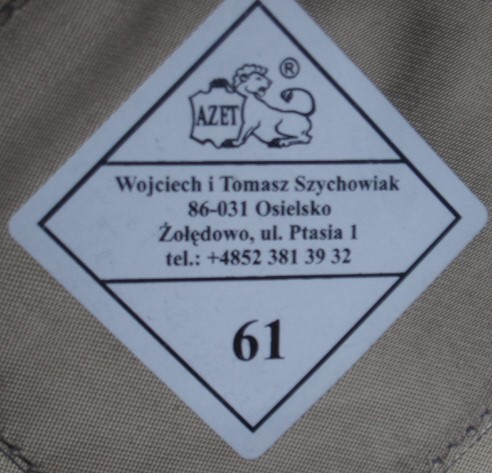 ®
AZET
Wojciech i Tomasz Szychowiak
86-031 Osielsko
Żołędowo, ul. Ptasia 1
tel.: +4852 381 39 32
61